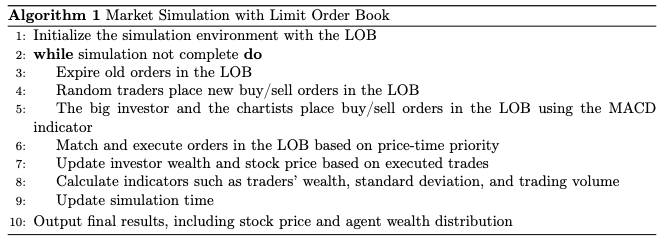 Algorithm 1 Market Simulation with Limit Order Book
1: Initialize the simulation environment with the LOB
2: while simulation not complete do
3: Expire old orders in the LOB
4: Random traders place new buy/sell orders in the LOB
5: The big investor and the chartists place buy/sell orders in the LOB using the MACD
indicator
6: Match and execute orders in the LOB based on price-time priority
7: Update investor wealth and stock price based on executed trades
8: Calculate indicators such as traders' wealth, standard deviation, and trading volume
9: Update simulation time
10: Output final results, including stock price and agent wealth distribution